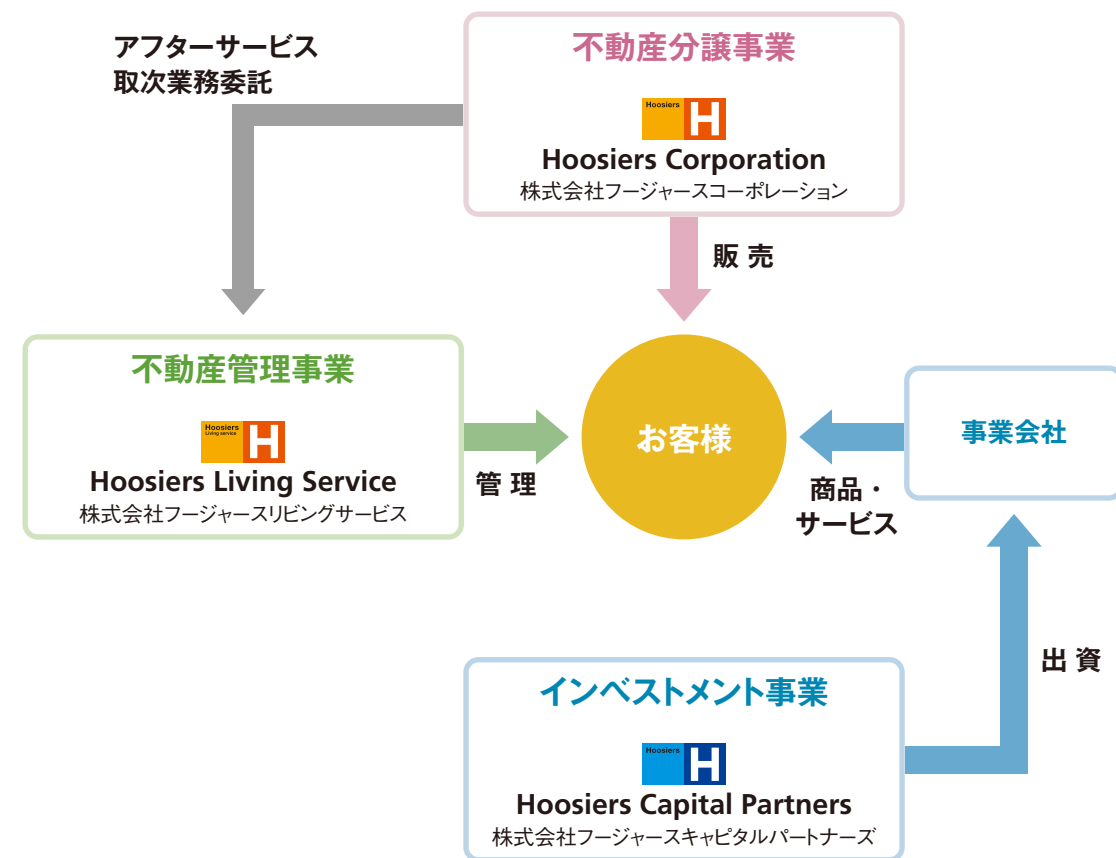 アフターサービス
取次業務委託
不動産分譲事業
Hoosiers
H
Hoosiers Corporation
株式会社フージャースコーポレーション
販 売
不動産管理事業
Hoosiers
Living service
H
Hoosiers Living Service
株式会社フージャースリビングサービス
管 理
お客様
商品・
サービス
事業会社
出 資
インベストメント事業
Hoosiers
H
Hoosiers Capital Partners
株式会社フージャースキャピタルパートナーズ